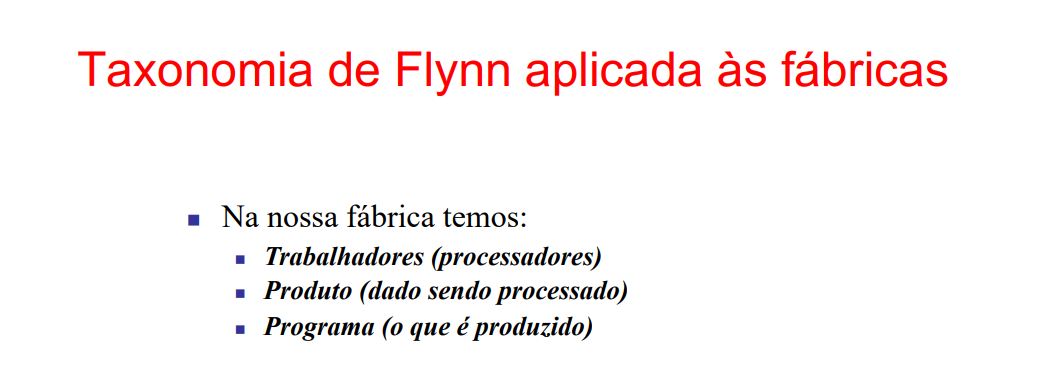 Taxonomia de Flynn aplicada às fábricas
Na nossa fábrica temos:
Trabalhadores (processadores)
Produto (dado sendo processado)
Programa (o que é produzido)